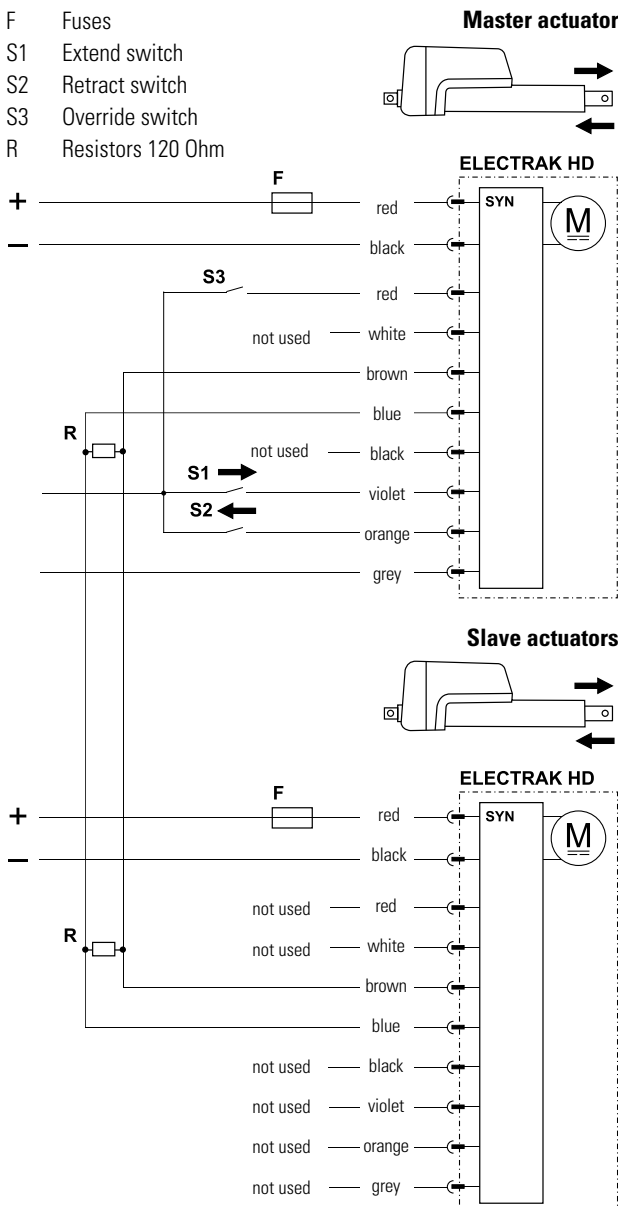 F Fuses
S1 Extend switch
S2 Retract switch
S3 Override switch
R Resistors 120 Ohm
Master actuator
ELECTRAK HD
F
+ red SYN M
– black
S3
red
not used white
brown
blue
R
not used black
S1
violet
S2
orange
grey
Slave actuators
ELECTRAK HD
F
+ red SYN M
– black
not used red
R
not used white
brown
blue
not used black
not used violet
not used orange
not used grey